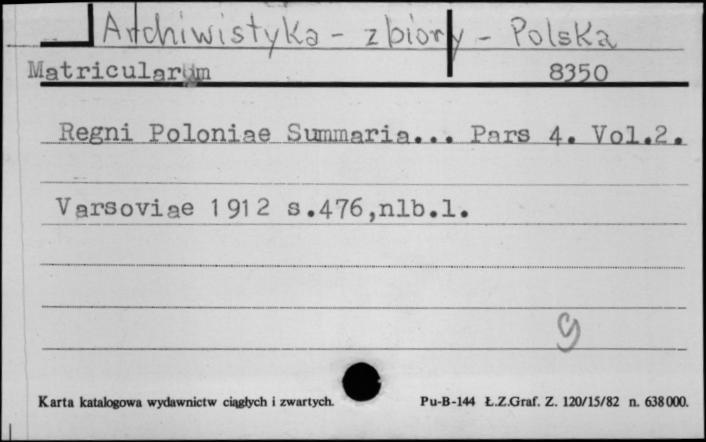 Archiwistyka - zbiory - Polska
Matricularum
8350
Regni Poloniae Summaria... Pars 4. Vol.2.
Varsoviae 1912 s.476,nlb.1.
g
Karta katalogowa wydawnictw ciągłych i zwartych.
Pu-B-144 Ł.Z.Graf. Z. 120/15/82 n. 638000.